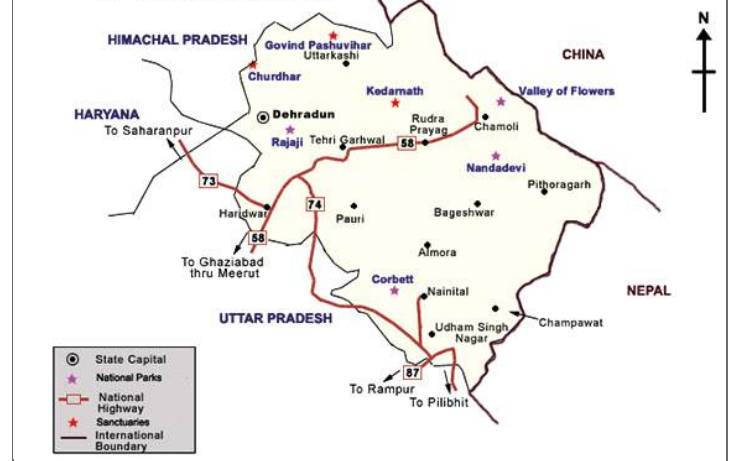 N
HIMACHAL PRADESH
Govind Pashuvihar
Uttarkashi
CHINA
Churdhar
Kedarnath
Valley of Flowers
HARYANA
Dehradun
To Saharanpur
Rudra
Prayag
Chamoli
Rajaji
Tehri Garhwal
58
Nandadevi
73
Pithoragarh
74
Haridwar
Pauri
Bageshwar
58
To Ghaziabad
thru Meerut
Almora
Corbett
Nainital
NEPAL
UTTAR PRADESH
Champawat
Udham Singh
Nagar
87
To Rampur
To Pilibhit
State Capital
National Parks
National
Highway
Sanctuaries
International
Boundary